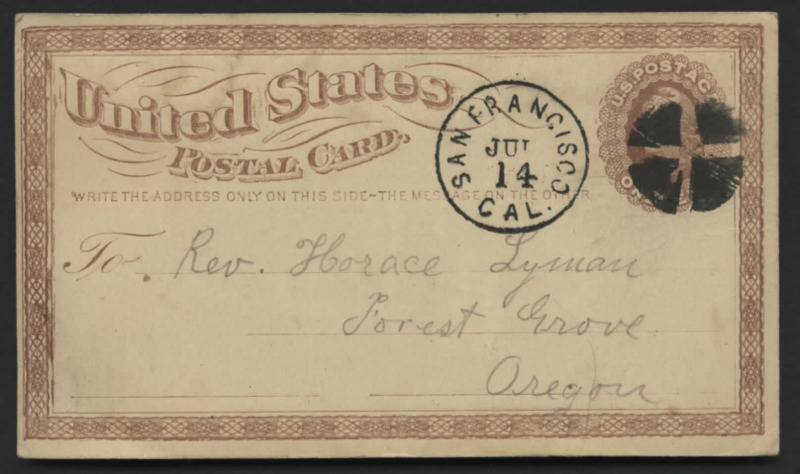 United States
Postal Card.
WRITE THE ADDRESS ONLY ON THIS SIDE–THE MESSAGE ON THE OTHER
SAN FRANCISCO
JUL
14
CAL.
U.S. POSTAG
To. Rev. Horace Lyman
Forest Grove
Oregon